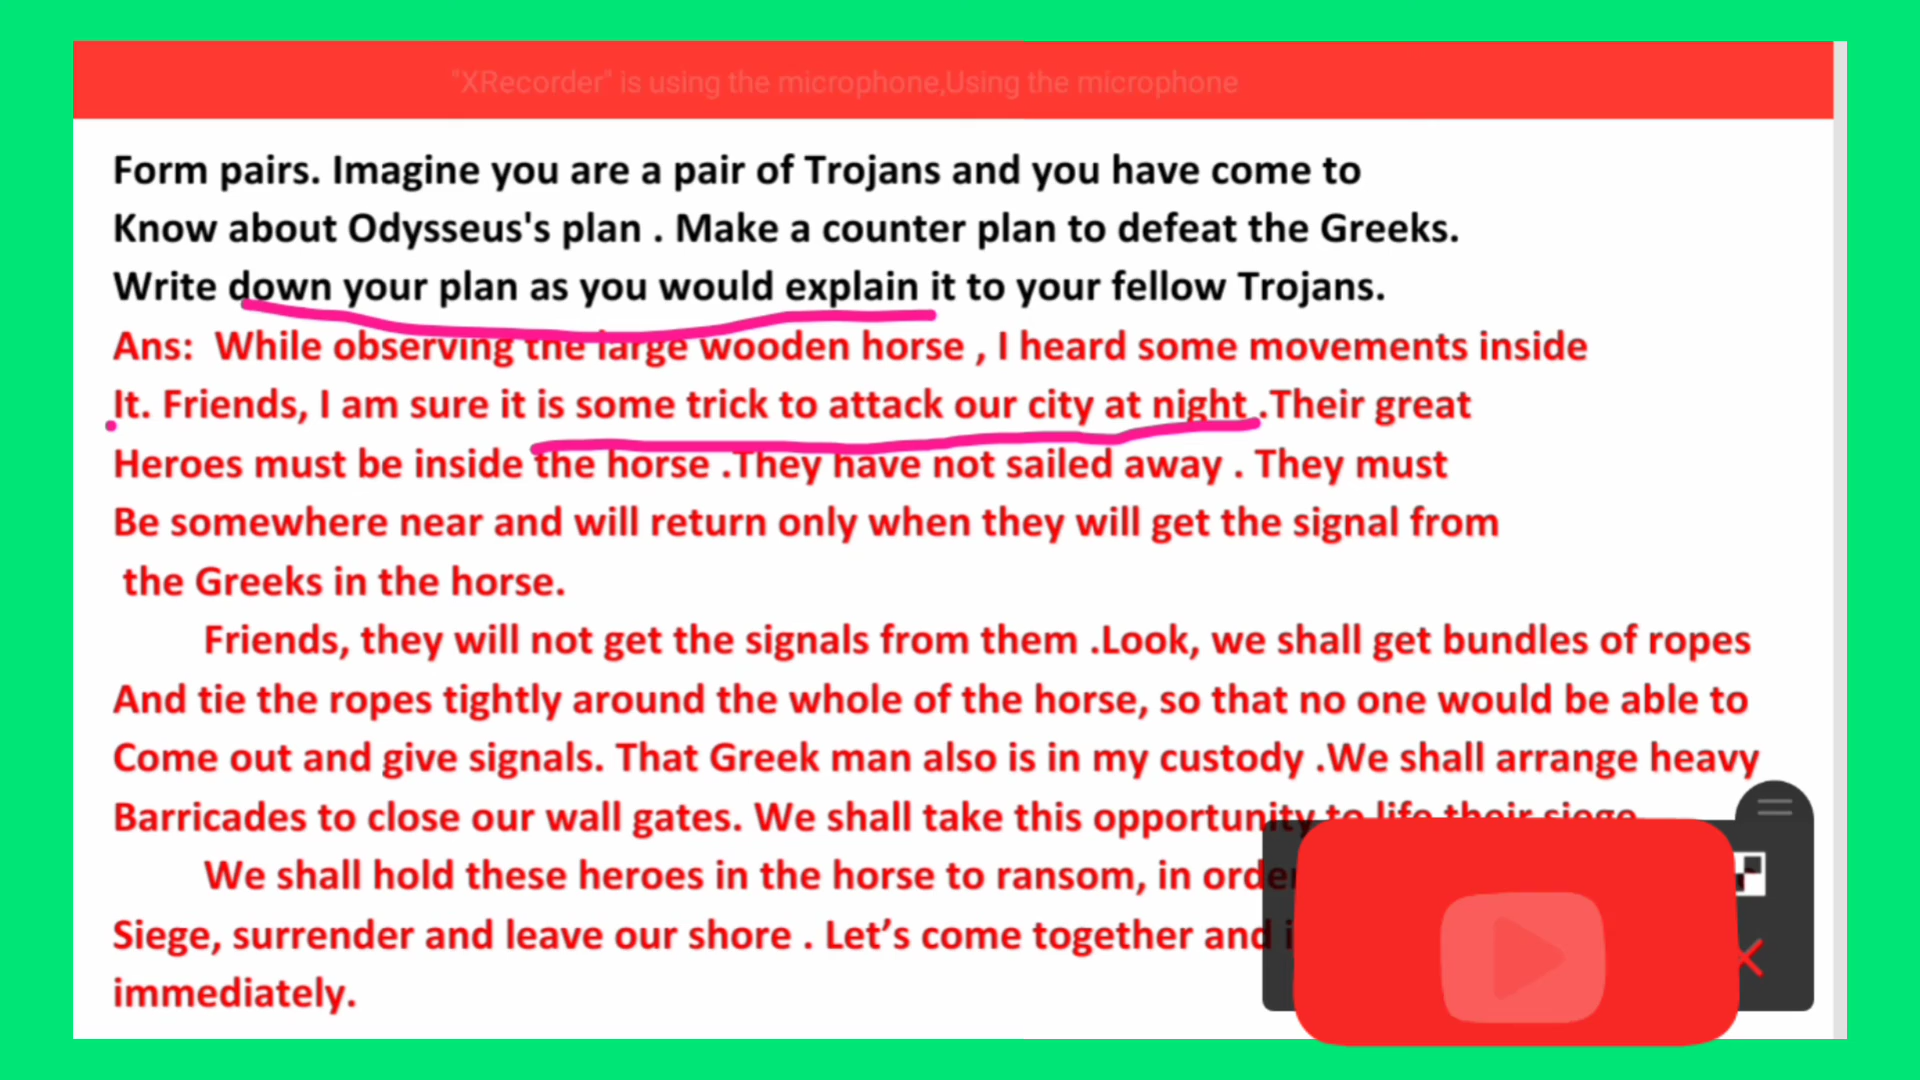 "XRecorder" is using the microphone,Using the microphone
Form pairs. Imagine you are a pair of Trojans and you have come to
Know about Odysseus's plan . Make a counter plan to defeat the Greeks.
Write down your plan as you would explain it to your fellow Trojans.
Ans: While observing the large wooden horse , I heard some movements inside
It. Friends, I am sure it is some trick to attack our city at night .Their great
Heroes must be inside the horse .They have not sailed away . They must
Be somewhere near and will return only when they will get the signal from
the Greeks in the horse.
Friends, they will not get the signals from them .Look, we shall get bundles of ropes
And tie the ropes tightly around the whole of the horse, so that no one would be able to
Come out and give signals. That Greek man also is in my custody .We shall arrange heavy
Barricades to close our wall gates. We shall take this opportunity to life their siege
We shall hold these heroes in the horse to ransom, in order
Siege, surrender and leave our shore . Let’s come together and
immediately.